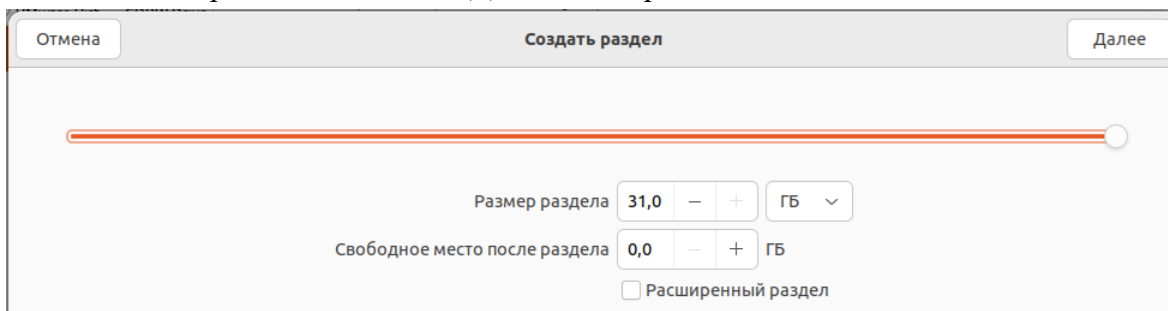 Отмена Создать раздел Далее
Размер раздела 31,0 − + ГБ
Свободное место после раздела 0,0 − + ГБ
Расширенный раздел